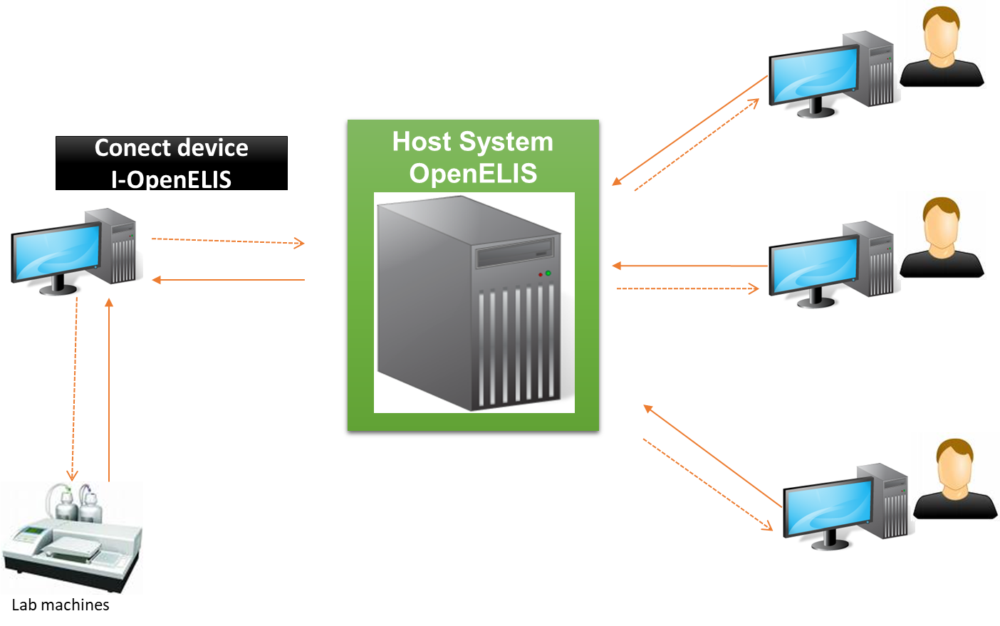 Conect device
I-OpenELIS
Host System
OpenELIS
Lab machines